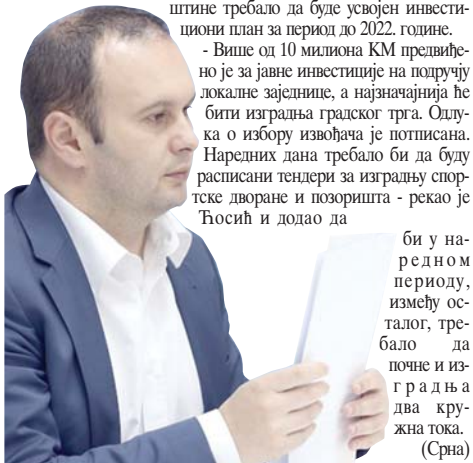 штине требало да буде усвојен инвести-
циони план за период до 2022. године.
- Више од 10 милиона КМ предвиђе-
но је за јавне инвестиције на подручју
локалне заједнице, а најзначајнија ће
бити изградња градског трга. Одлу-
ка о избору извођача је потписана.
Наредних дана требало би да буду
расписани тендери за изградњу спор-
тске дворане и позоришта - рекао је
Ћосић и додао да
би у на-
редном
периоду,
између ос-
талог, тре-
бало да
почне и из-
градња
два кру-
жна тока.
(Срна)